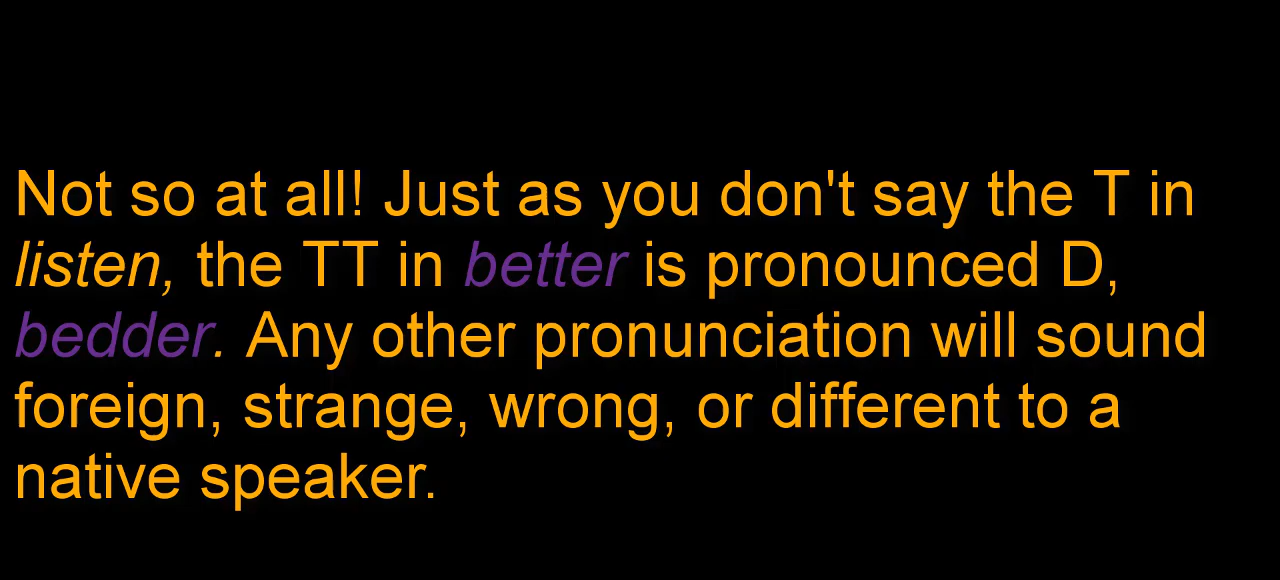 Not so at all! Just as you don't say the T in
listen, the TT in better is pronounced D,
bedder. Any other pronunciation will sound
foreign, strange, wrong, or different to a
native speaker.